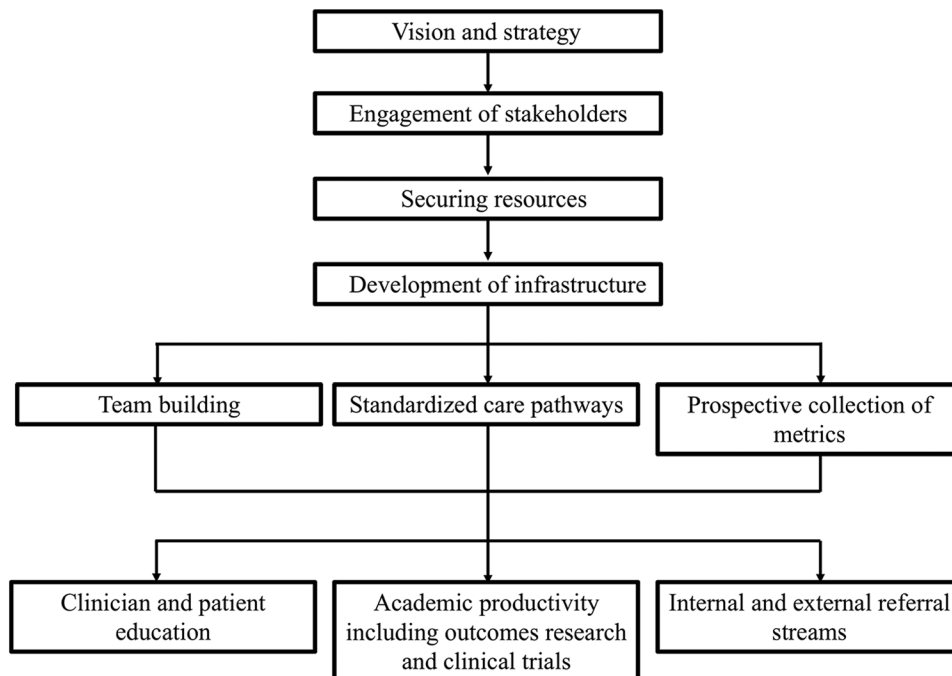 Vision and strategy
Engagement of stakeholders
Securing resources
Development of infrastructure
Team building
Standardized care pathways
Prospective collection of
metrics
Clinician and patient
education
Academic productivity
including outcomes research
and clinical trials
Internal and external referral
streams